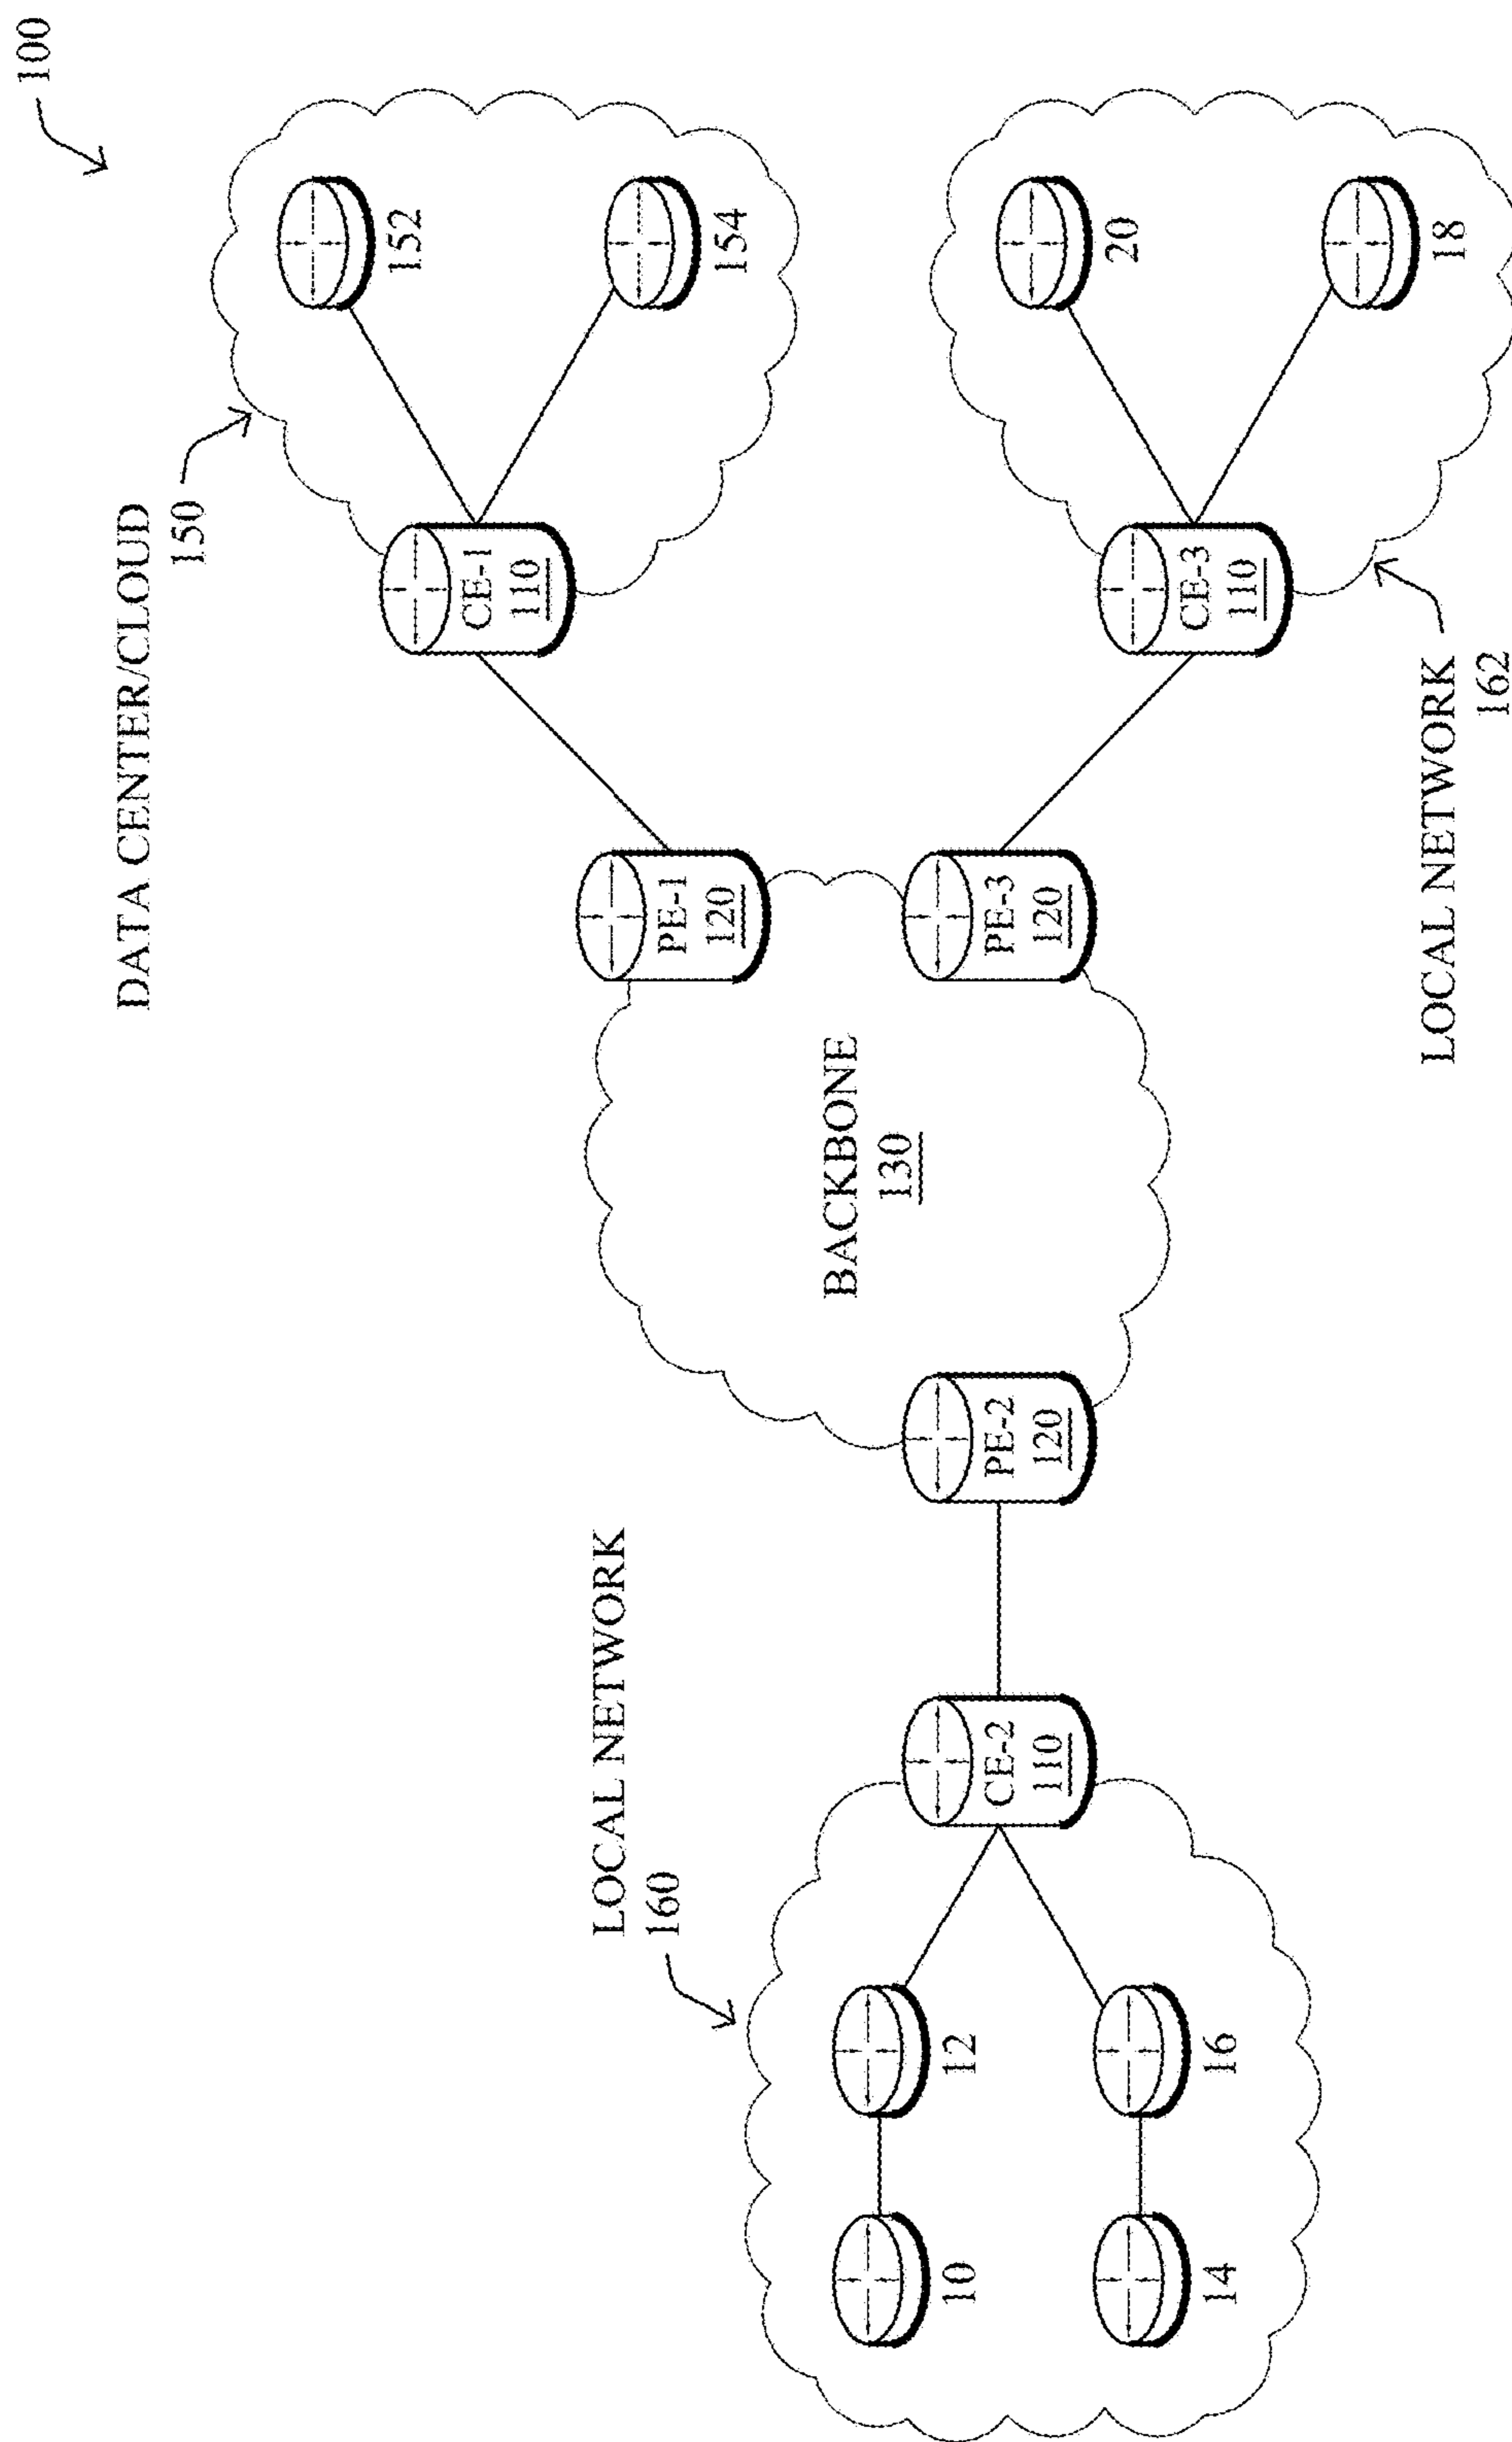 100
DATA CENTER/CLOUD
150
152
154
CE-1
110
PE-1
120
LOCAL NETWORK
160
BACKBONE
130
10
12
14
16
CE-2
110
PE-2
120
PE-3
120
CE-3
110
20
18
LOCAL NETWORK
162